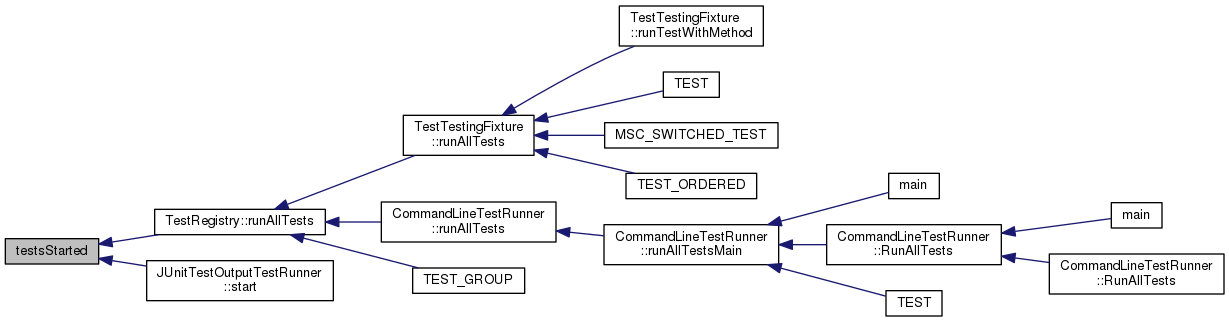 TestTestingFixture
::runTestWithMethod
TEST
TestTestingFixture
::runAllTests
MSC_SWITCHED_TEST
TEST_ORDERED
main
TestRegistry::runAllTests
CommandLineTestRunner
::runAllTests
main
testsStarted
CommandLineTestRunner
::runAllTestsMain
CommandLineTestRunner
::RunAllTests
JUnitTestOutputTestRunner
::start
TEST_GROUP
CommandLineTestRunner
::RunAllTests
TEST